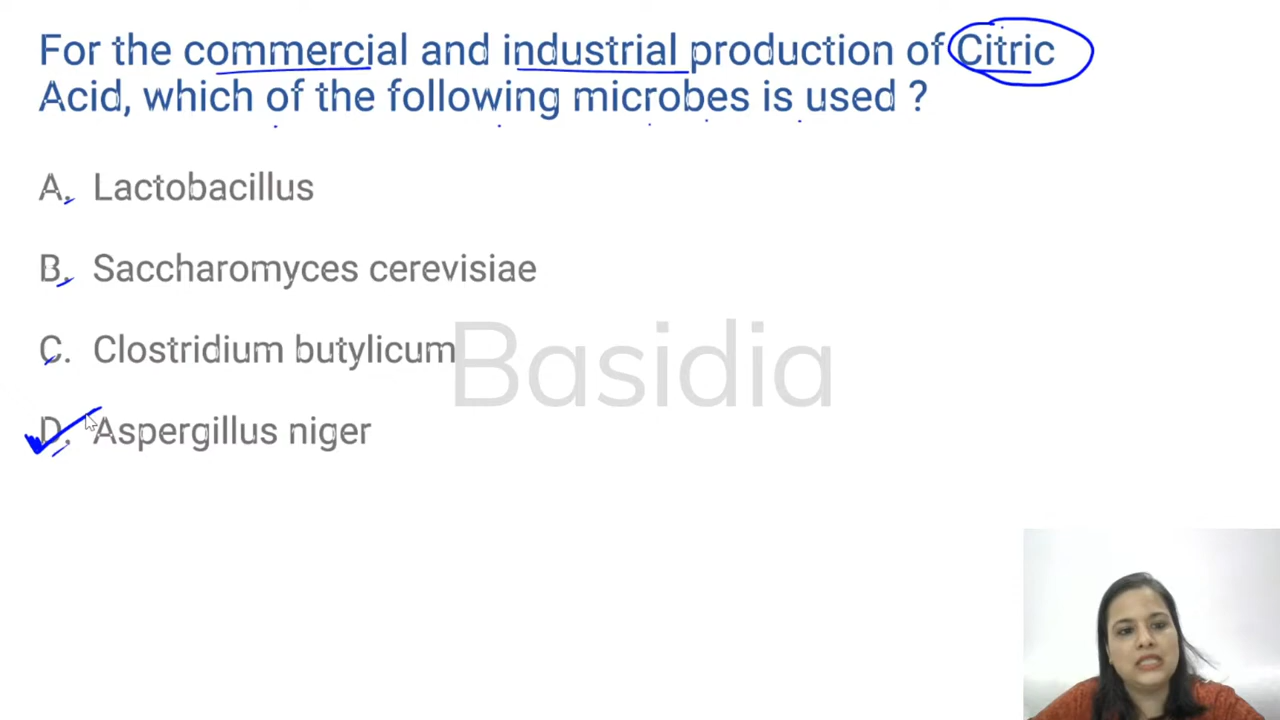 For the commercial and industrial production of Citric
Acid, which of the following microbes is used ?
A. Lactobacillus
B. Saccharomyces cerevisiae
C. Clostridium butylicum
Basidia
D. Aspergillus niger